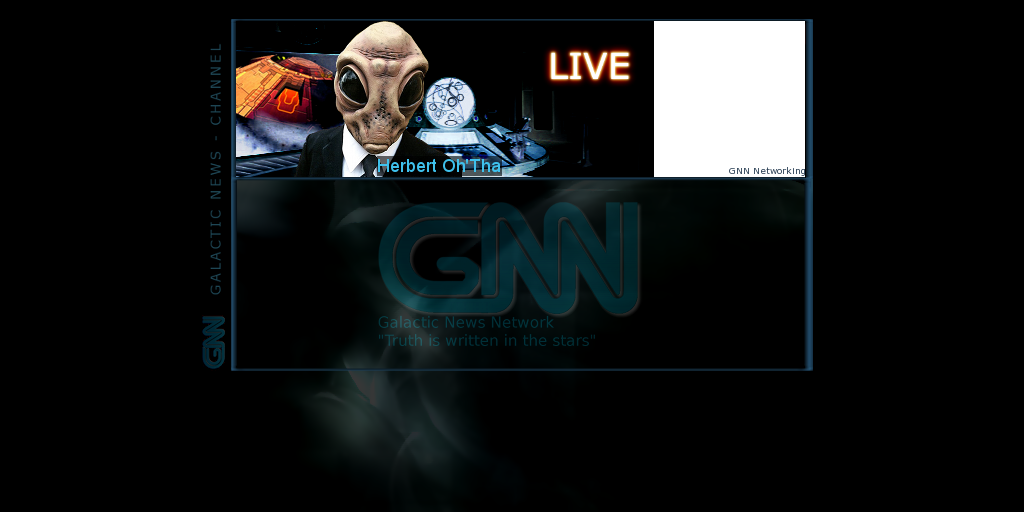 LIVE
Herbert Oh'Tha
GNN Networking
GALACTIC NEWS - CHANNEL
GNN
GNN
Galactic News Network
"Truth is written in the stars"